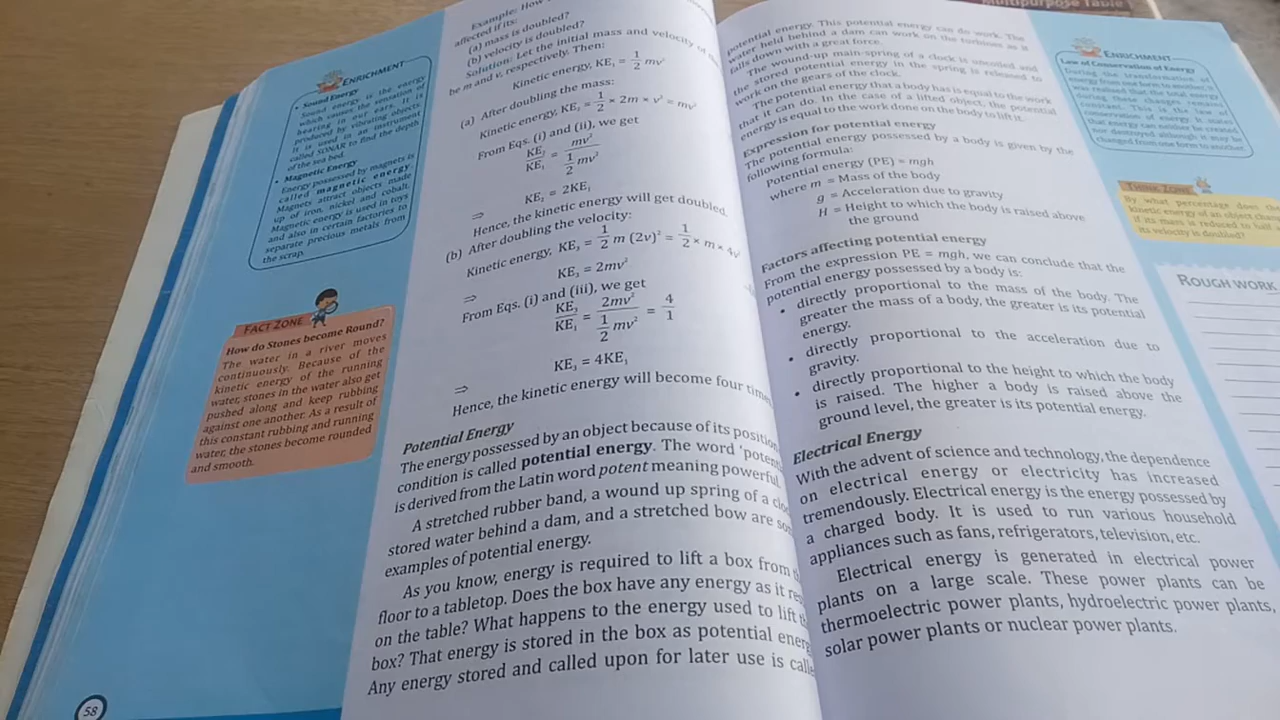 Multipurpose Table
ENRICHMENT
• Sound Energy
Sound energy is the energy
which causes the sensation of
hearing in our ears. It is
produced by vibrating objects.
It is used in an instrument
called SONAR to find the depth
of the sea bed.
• Magnetic Energy
Energy possessed by magnets is
called magnetic energy.
Magnets attract objects made
up of iron, nickel and cobalt.
Magnetic energy is used in toys
and also in certain factories to
separate precious metals from
the scrap.
FACT ZONE
How do Stones become Round?
The water in a river moves
continuously. Because of the
kinetic energy of the running
water, stones in the water also get
pushed along and keep rubbing
against one another. As a result of
this constant rubbing and running
water, the stones become rounded
and smooth.
58
Example: How
affected if its:
(a) mass is doubled?
(b) velocity is doubled?
Solution: Let the initial mass and velocity of
be m and v, respectively. Then:
Kinetic energy, KE₁ = 1/2 mv²
(a) After doubling the mass:
Kinetic energy, KE₂ = 1/2 × 2m × v² = mv²
From Eqs. (i) and (ii), we get
KE₂/KE₁ = mv²/(1/2 mv²)
⇒ KE₂ = 2KE₁
Hence, the kinetic energy will get doubled.
(b) After doubling the velocity:
Kinetic energy, KE₃ = 1/2 m (2v)² = 1/2 × m × 4v²
⇒ KE₃ = 2mv²
From Eqs. (i) and (iii), we get
KE₃/KE₁ = 2mv²/(1/2 mv²) = 4/1
⇒ KE₃ = 4KE₁
Hence, the kinetic energy will become four
Potential Energy
The energy possessed by an object because of its
condition is called potential energy. The word
is derived from the Latin word potent meaning powerful.
A stretched rubber band, a wound up spring of a
stored water behind a dam, and a stretched bow are
examples of potential energy.
As you know, energy is required to lift a box from
floor to a tabletop. Does the box have any energy as it
on the table? What happens to the energy used to lift
box? That energy is stored in the box as potential
Any energy stored and called upon for later use is
potential energy. This potential energy can do work. The
water held behind a dam can work on the turbines as it
falls down with a great force.
The wound-up main-spring of a clock is uncoiled and
the stored potential energy in the spring is released to
work on the gears of the clock.
The potential energy that a body has is equal to the work
that it can do. In the case of a lifted object, the potential
energy is equal to the work done on the body to lift it.
Expression for potential energy
The potential energy possessed by a body is given by the
following formula:
Potential energy (PE) = mgh
where m = Mass of the body
g = Acceleration due to gravity
H = Height to which the body is raised above
the ground
Factors affecting potential energy
From the expression PE = mgh, we can conclude that the
potential energy possessed by a body is:
• directly proportional to the mass of the body. The
greater the mass of a body, the greater is its potential
energy.
• directly proportional to the acceleration due to
gravity.
• directly proportional to the height to which the body
is raised. The higher a body is raised above the
ground level, the greater is its potential energy.
Electrical Energy
With the advent of science and technology, the dependence
on electrical energy or electricity has increased
tremendously. Electrical energy is the energy possessed by
a charged body. It is used to run various household
appliances such as fans, refrigerators, television, etc.
Electrical energy is generated in electrical power
plants on a large scale. These power plants can be
thermoelectric power plants, hydroelectric power plants,
solar power plants or nuclear power plants.
ENRICHMENT
Law of Conservation of Energy
During the transformation of
energy from one form to another, it
was realised that the total energy
during these changes remains
constant. This is the law of
conservation of energy. It states
that energy can neither be created
nor destroyed, although it may be
changed from one form to another.
THINK ZONE
By what percentage does the
kinetic energy of an object
if its mass is reduced to half
its velocity is doubled?
ROUGH WORK